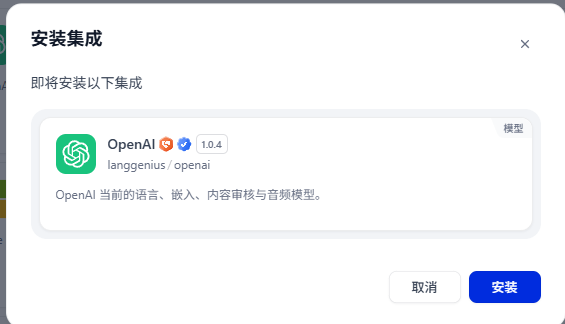 安装集成
即将安装以下集成
模型
OpenAI 1.0.4
langgenius / openai
OpenAI 当前的语言、嵌入、内容审核与音频模型。
取消 安装